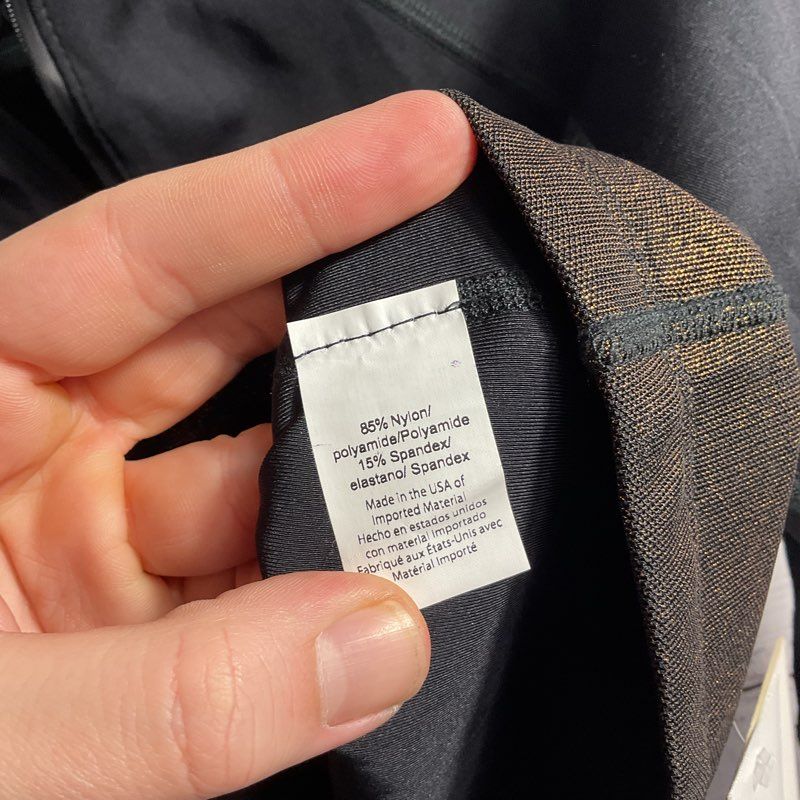 85% Nylon/
polyamide/Polyamide
15% Spandex/
elastano/ Spandex
Made in the USA of
Imported Material
Hecho en estados unidos
con material importado
Fabriqué aux États-Unis avec
Matérial Importé